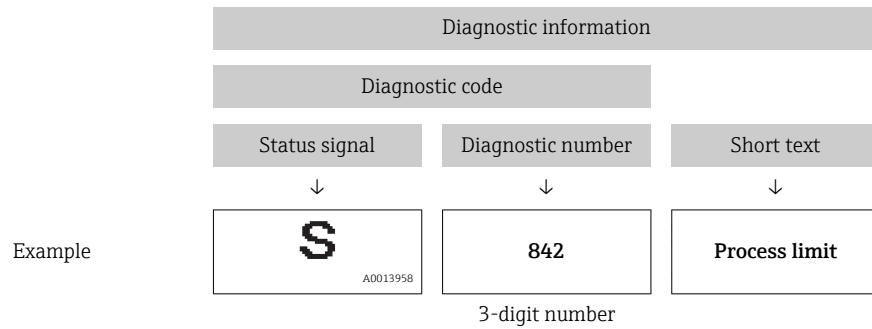 Diagnostic information
Diagnostic code
Status signal Diagnostic number Short text
↓ ↓ ↓
Example S 842 Process limit
A0013958
3-digit number